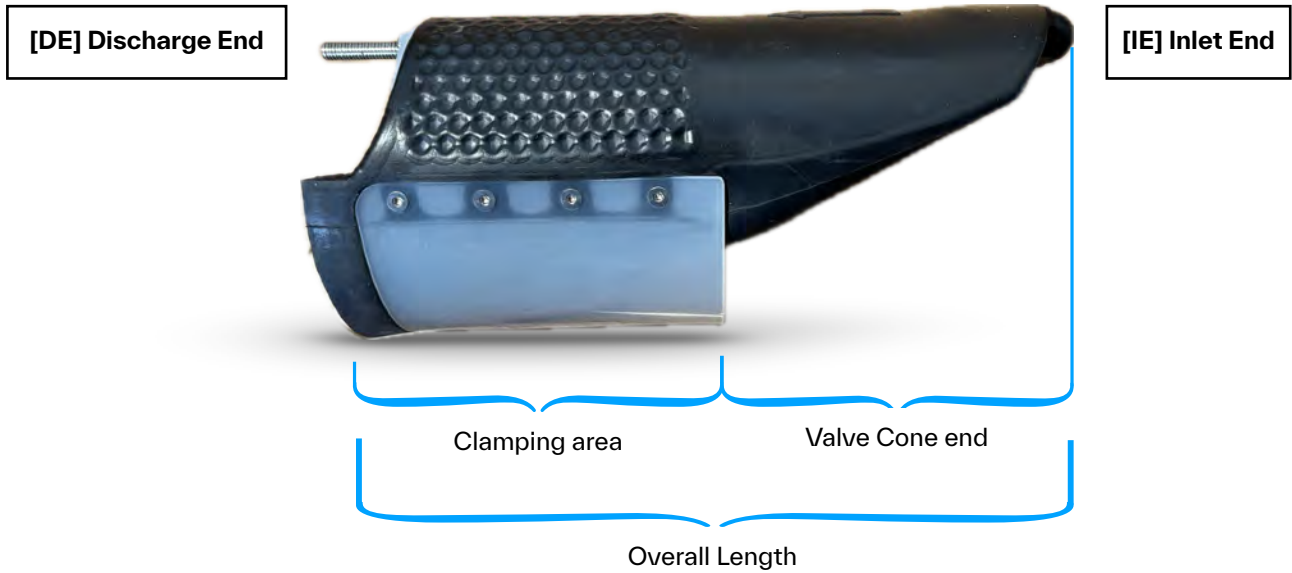 [DE] Discharge End
[IE] Inlet End
Clamping area
Valve Cone end
Overall Length